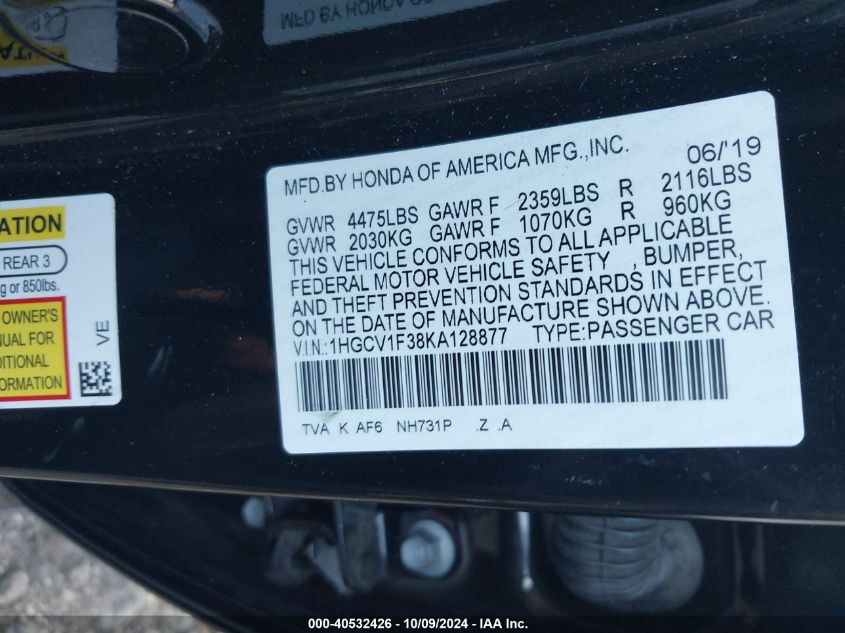 MFD.BY HONDA OF AMERICA MFG.,INC. 06/'19
GVWR 4475LBS GAWR F 2359LBS R 2116LBS
GVWR 2030KG GAWR F 1070KG R 960KG
THIS VEHICLE CONFORMS TO ALL APPLICABLE
FEDERAL MOTOR VEHICLE SAFETY , BUMPER,
AND THEFT PREVENTION STANDARDS IN EFFECT
ON THE DATE OF MANUFACTURE SHOWN ABOVE.
V.I.N.:1HGCV1F38KA128877 TYPE:PASSENGER CAR
TVA K AF6 NH731P .Z .A
REAR 3
or 850lbs.
OWNER'S
FOR
VE
000-40532426 - 10/09/2024 - IAA Inc.